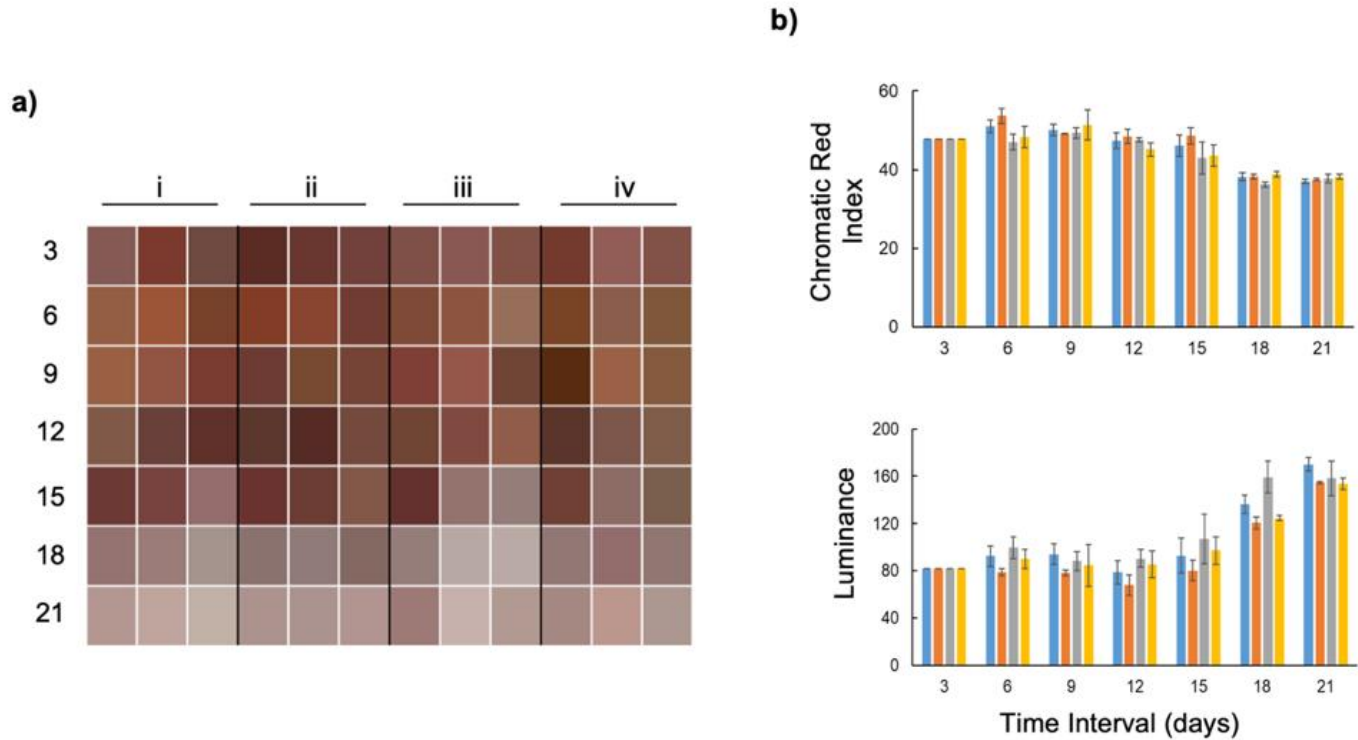 a)
i ii iii iv
3
6
9
12
15
18
21
b)
Chromatic Red
Index
60
40
20
0
3 6 9 12 15 18 21
Luminance
200
160
120
80
40
0
3 6 9 12 15 18 21
Time Interval (days)